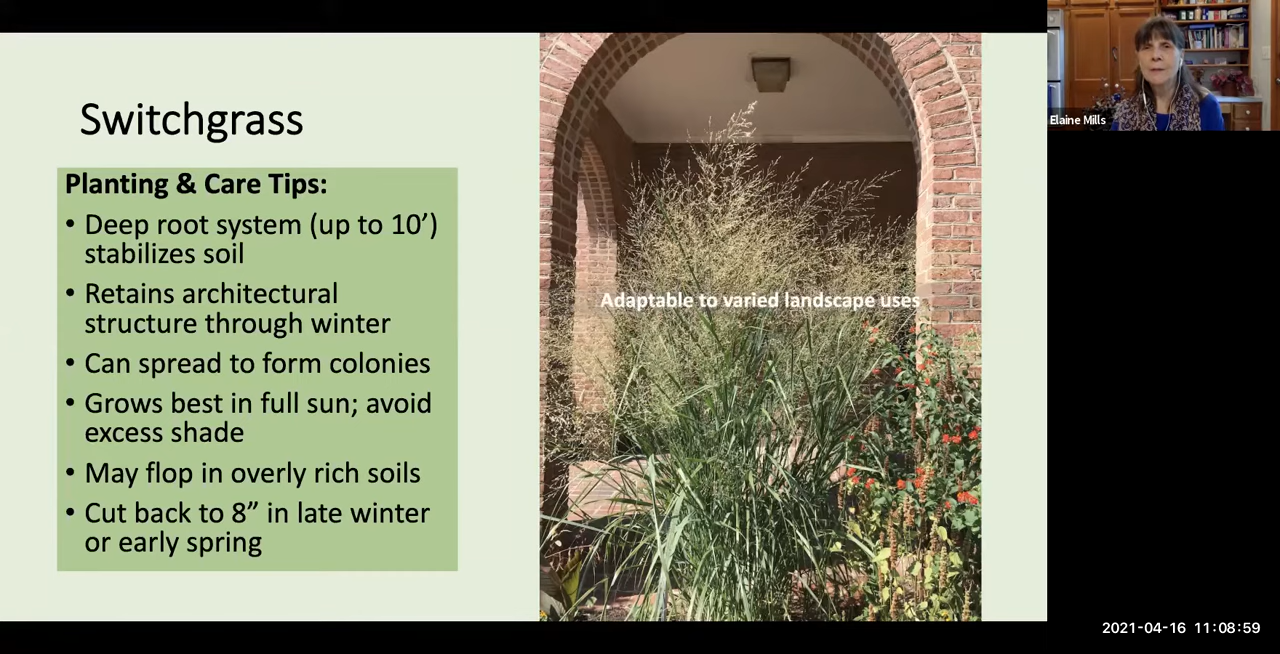 Switchgrass
Planting & Care Tips:
• Deep root system (up to 10’)
stabilizes soil
• Retains architectural
structure through winter
• Can spread to form colonies
• Grows best in full sun; avoid
excess shade
• May flop in overly rich soils
• Cut back to 8” in late winter
or early spring
Adaptable to varied landscape uses
Elaine Mills
2021-04-16 11:08:59